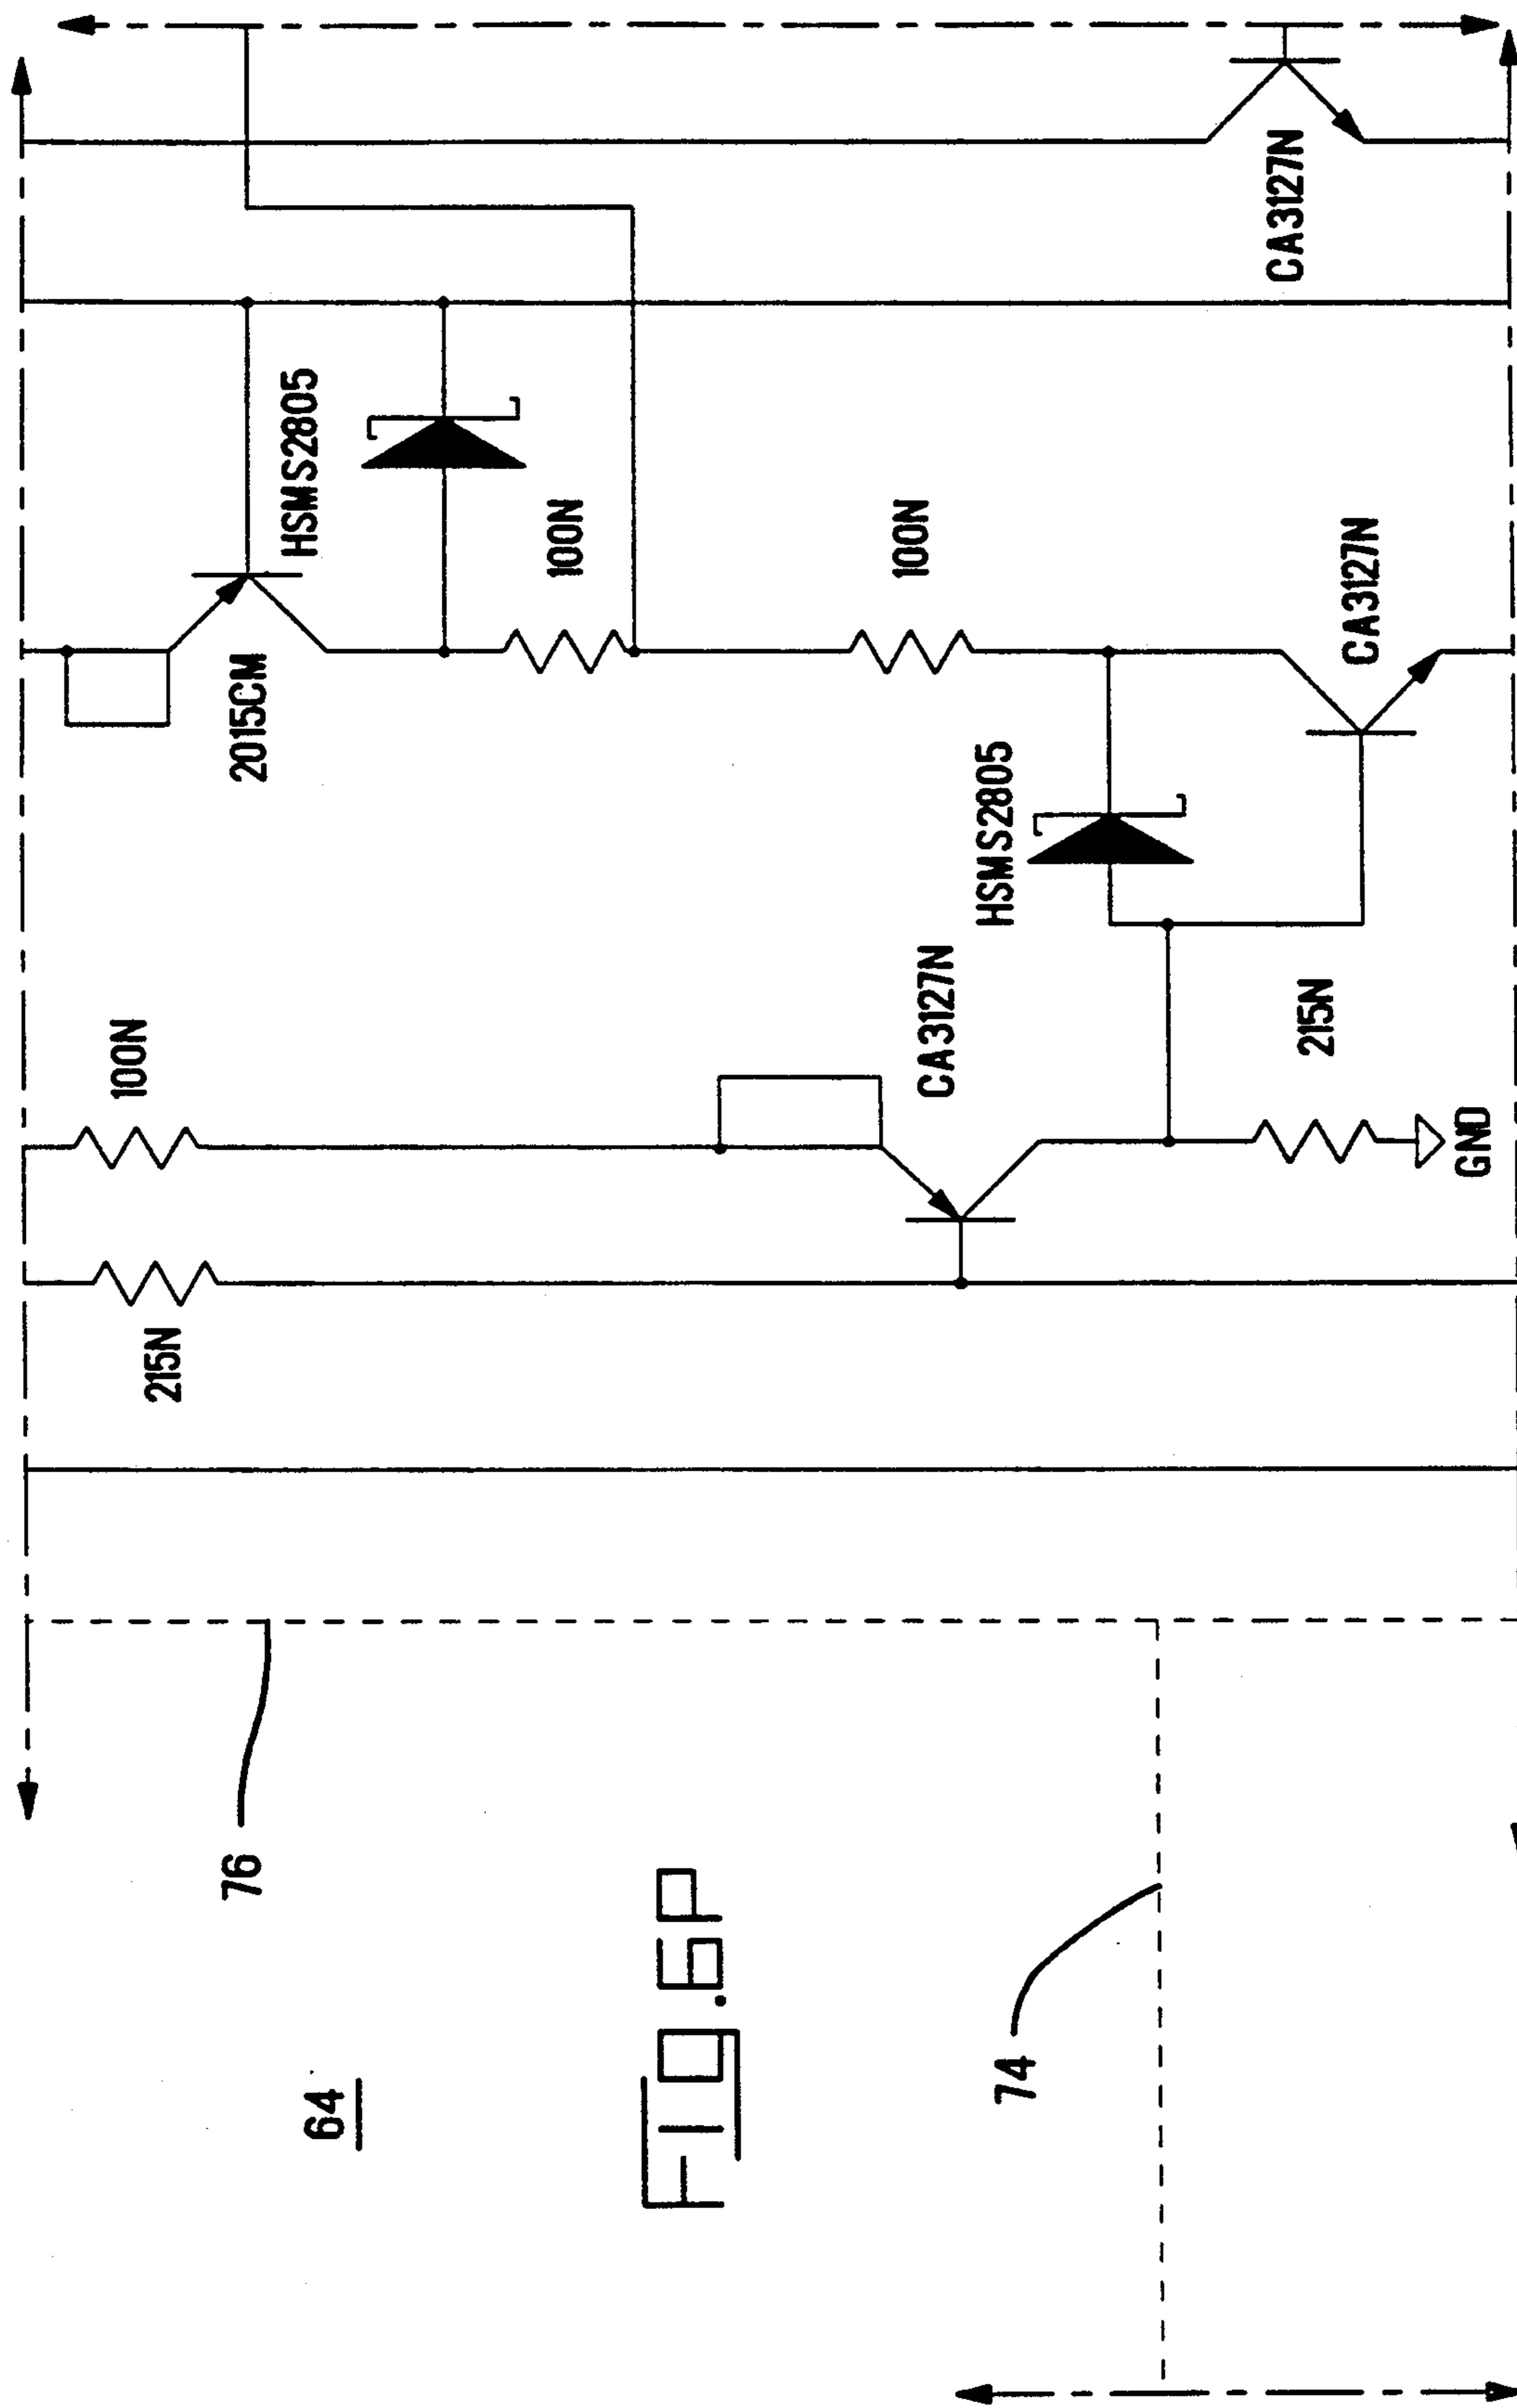 CA3127N
HSMS2805
2015CM
100N
100N
CA3127N
HSMS2805
CA3127N
100N
215N
215N
GND
76
74
64
FIG.6P